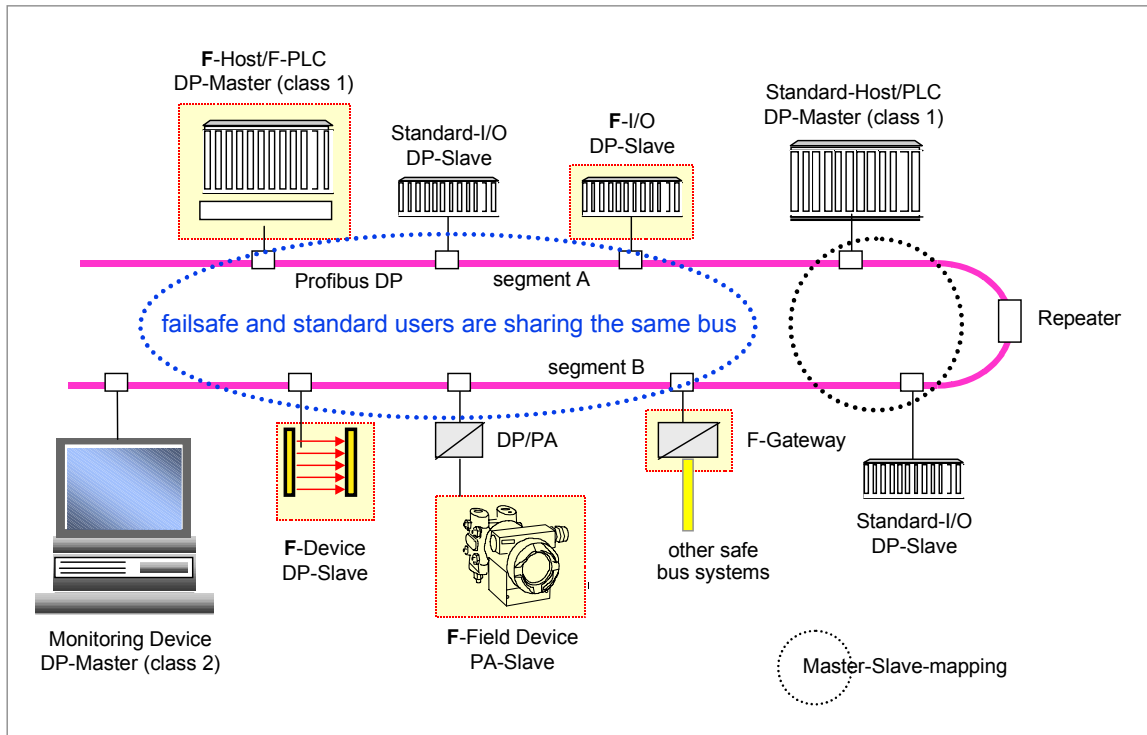 F-Host/F-PLC
DP-Master (class 1)
Standard-I/O
DP-Slave
F-I/O
DP-Slave
Standard-Host/PLC
DP-Master (class 1)
Profibus DP
segment A
failsafe and standard users are sharing the same bus
Repeater
segment B
DP/PA
F-Gateway
F-Device
DP-Slave
other safe
bus systems
Standard-I/O
DP-Slave
Monitoring Device
DP-Master (class 2)
F-Field Device
PA-Slave
Master-Slave-mapping